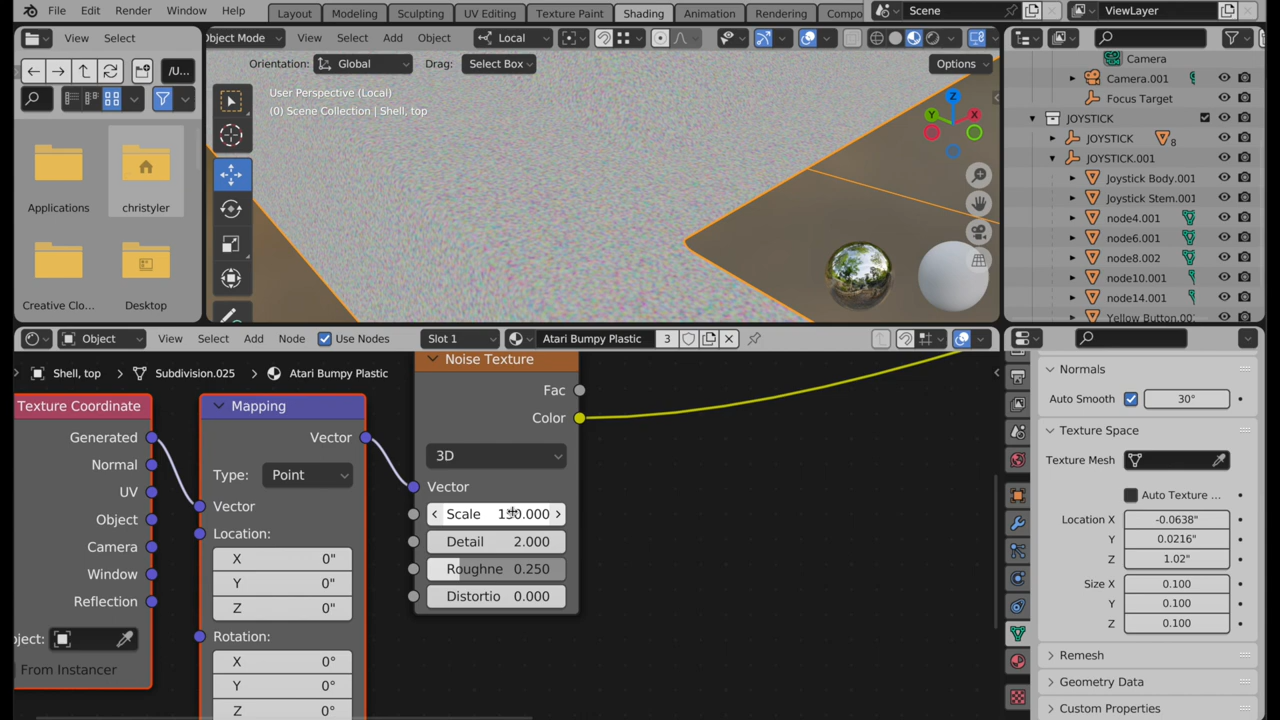 File Edit Render Window Help Layout Modeling Sculpting UV Editing Texture Paint Shading Animation Rendering Compo Scene ViewLayer
View Select
/U...
Applications
christyler
Creative Clo...
Desktop
Object Mode View Select Add Object Local
Orientation: Global Drag: Select Box Options
User Perspective (Local)
(0) Scene Collection | Shell, top
Z
Y
X
Camera
Camera.001
Focus Target
JOYSTICK
JOYSTICK 8
JOYSTICK.001
Joystick Body.001
Joystick Stem.001
node4.001
node6.001
node8.002
node10.001
node14.001
Yellow Button.00
Object View Select Add Node Use Nodes Slot 1 Atari Bumpy Plastic 3
Shell, top Subdivision.025 Atari Bumpy Plastic
Texture Coordinate
Generated
Normal
UV
Object
Camera
Window
Reflection
oject:
From Instancer
Mapping
Vector
Type: Point
Vector
Location:
X 0"
Y 0"
Z 0"
Rotation:
X 0°
Y 0°
Z 0°
Noise Texture
Fac
Color
3D
Vector
Scale
Detail 2.000
Roughne 0.250
Distortio 0.000
Normals
Auto Smooth 30°
Texture Space
Texture Mesh
Auto Texture ...
Location X -0.0638"
Y 0.0216"
Z 1.02"
Size X 0.100
Y 0.100
Z 0.100
Remesh
Geometry Data
Custom Properties